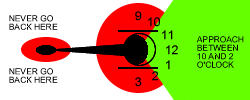 NEVER GO
BACK HERE
NEVER GO
BACK HERE
9
10
11
12
1
2
3
APPROACH
BETWEEN
10 AND 2
O'CLOCK